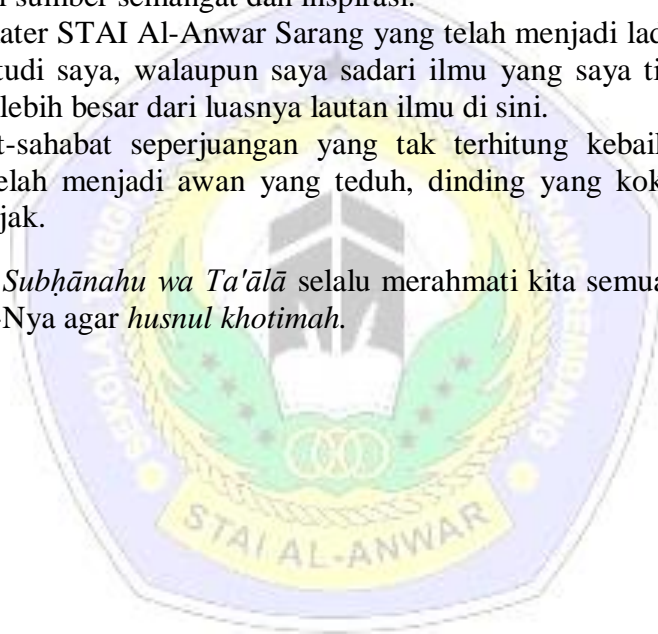 sumber semangat dan inspirasi.
ater STAI Al-Anwar Sarang yang telah menjadi lad
tudi saya, walaupun saya sadari ilmu yang saya ti
lebih besar dari luasnya lautan ilmu di sini.
t-sahabat seperjuangan yang tak terhitung kebail
elah menjadi awan yang teduh, dinding yang kok
jak.
Subḥānahu wa Ta'ālā selalu merahmati kita semua
-Nya agar husnul khotimah.
STAI AL-ANWAR